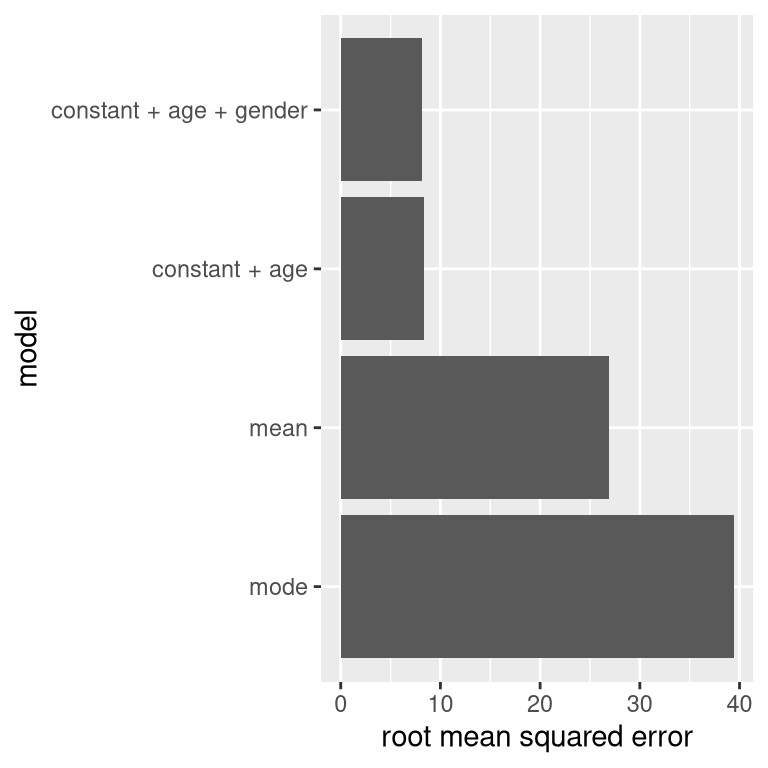 constant + age + gender
constant + age
mean
mode
model
0 10 20 30 40
root mean squared error